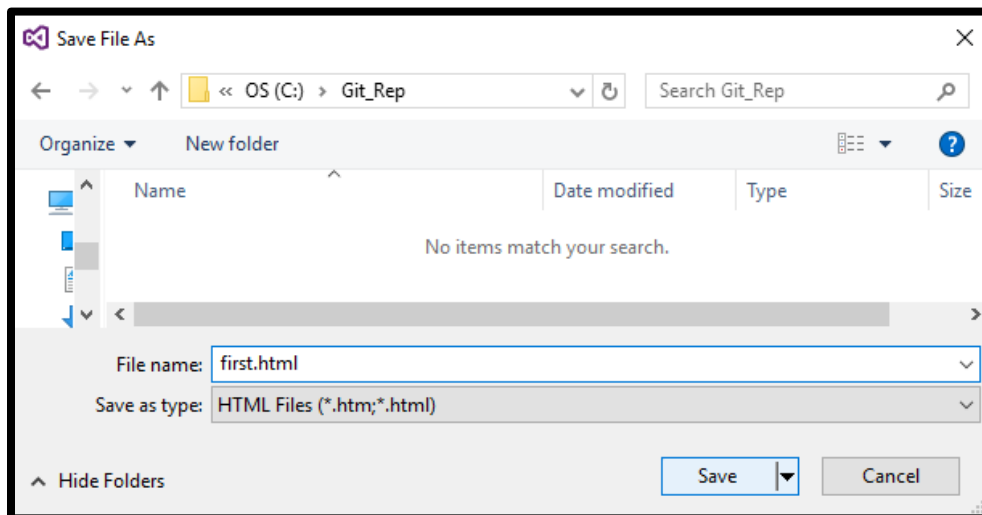 Save File As
« OS (C:) > Git_Rep
Search Git_Rep
Organize
New folder
?
Name
Date modified
Type
Size
No items match your search.
File name: first.html
Save as type: HTML Files (*.htm;*.html)
Hide Folders
Save
Cancel